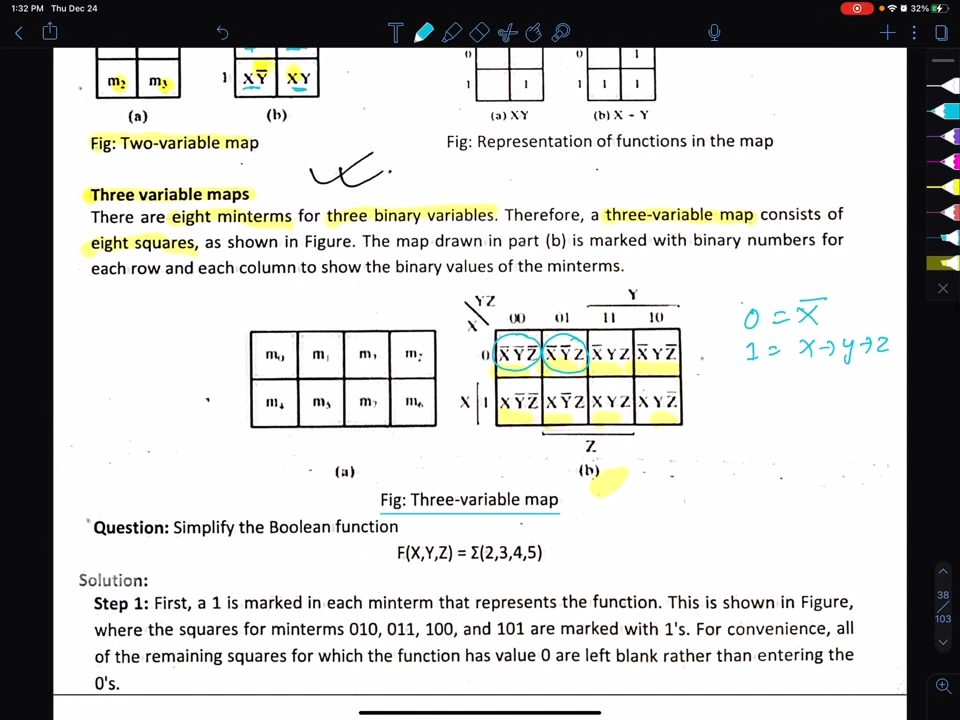 1:32 PM Thu Dec 24
32%
0 0 1
m₂ m₃ 1 XY̅ XY 1 1 1 1 1
(a) (b) (a) XY (b) X + Y
Fig: Two-variable map Fig: Representation of functions in the map
Three variable maps
There are eight minterms for three binary variables. Therefore, a three-variable map consists of
eight squares, as shown in Figure. The map drawn in part (b) is marked with binary numbers for
each row and each column to show the binary values of the minterms.
YZ Y
X 00 01 11 10
0 = X̅
m₀ m₁ 0 X̅Y̅Z̅ X̅Y̅Z X̅YZ X̅YZ̅
1 = X→y→z
m₄ m₅ m₇ m₆ X 1 XY̅Z̅ XY̅Z XYZ XYZ̅
Z
(a) (b)
Fig: Three-variable map
Question: Simplify the Boolean function
F(X,Y,Z) = Σ(2,3,4,5)
Solution:
Step 1: First, a 1 is marked in each minterm that represents the function. This is shown in Figure,
where the squares for minterms 010, 011, 100, and 101 are marked with 1's. For convenience, all
of the remaining squares for which the function has value 0 are left blank rather than entering the
0's.
38
103